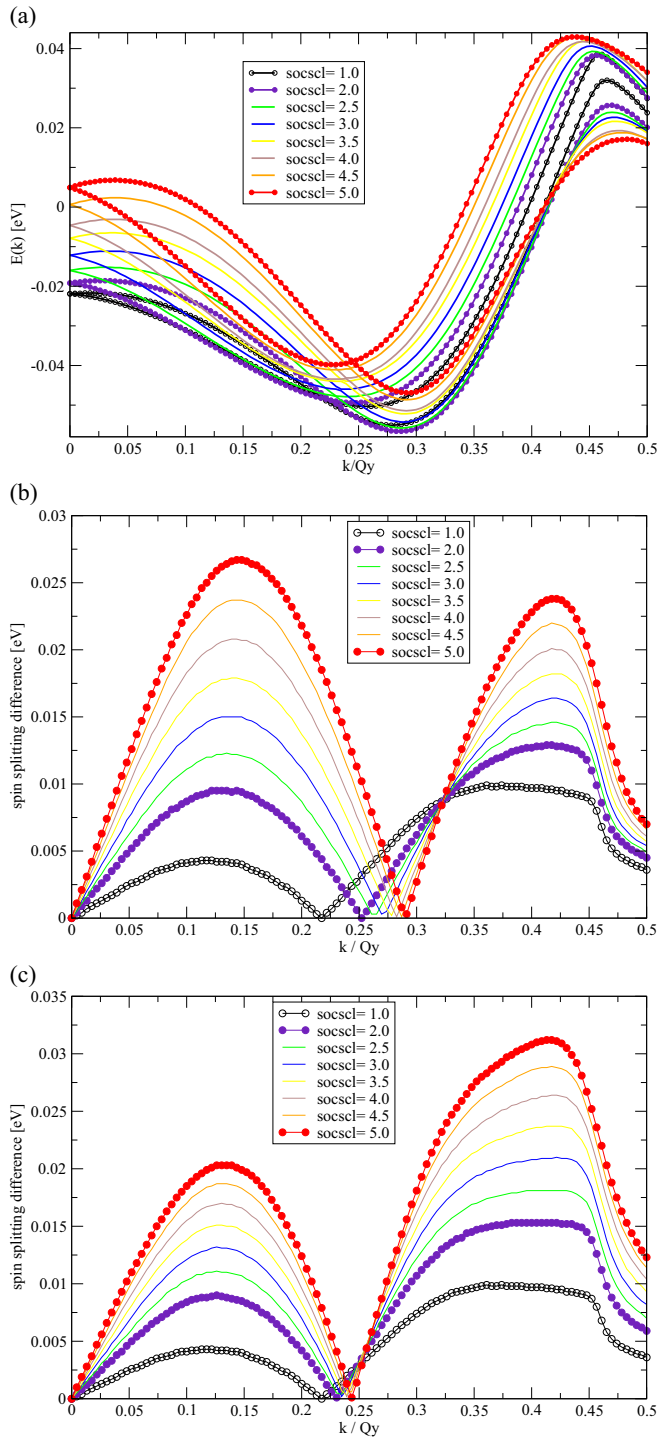 (a)
0.04
0.02
0
-0.02
-0.04
E(k) [eV]
socscl= 1.0
socscl= 2.0
socscl= 2.5
socscl= 3.0
socscl= 3.5
socscl= 4.0
socscl= 4.5
socscl= 5.0
0 0.05 0.1 0.15 0.2 0.25 0.3 0.35 0.4 0.45 0.5
k/Qy
(b)
0.03
0.025
0.02
0.015
0.01
0.005
0
spin splitting difference [eV]
socscl= 1.0
socscl= 2.0
socscl= 2.5
socscl= 3.0
socscl= 3.5
socscl= 4.0
socscl= 4.5
socscl= 5.0
0 0.05 0.1 0.15 0.2 0.25 0.3 0.35 0.4 0.45 0.5
k / Qy
(c)
0.035
0.03
0.025
0.02
0.015
0.01
0.005
0
spin splitting difference [eV]
socscl= 1.0
socscl= 2.0
socscl= 2.5
socscl= 3.0
socscl= 3.5
socscl= 4.0
socscl= 4.5
socscl= 5.0
0 0.05 0.1 0.15 0.2 0.25 0.3 0.35 0.4 0.45 0.5
k / Qy